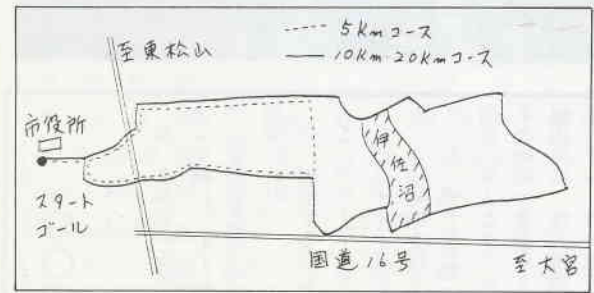 ----- 5Kmコース
—— 10Km 20Kmコース
至東松山
市役所
伊佐沼
スタート
ゴール
国道16号
至大宮